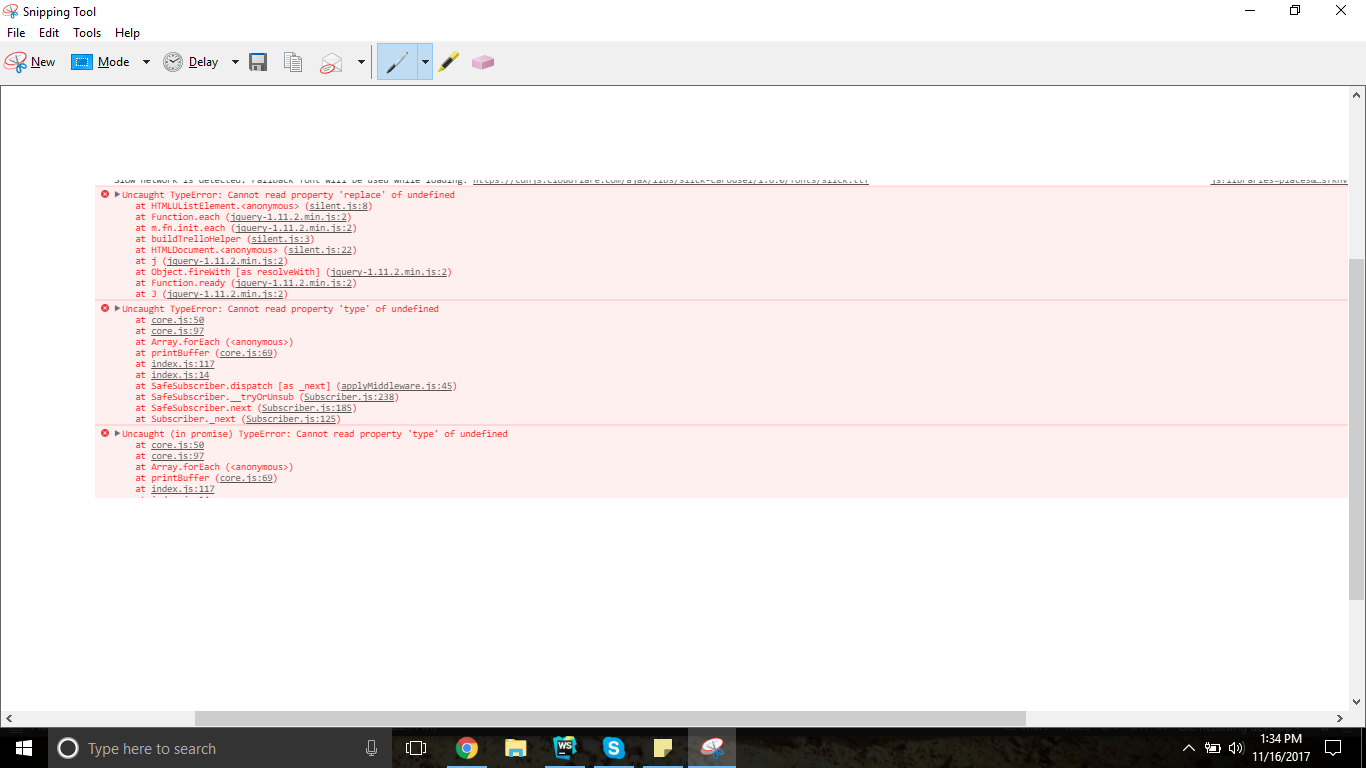 Snipping Tool
File Edit Tools Help
New Mode Delay
Slow network is detected. Fallback font will be used while loading: https://cdnjs.cloudflare.com/ajax/libs/slick-carousel/1.6.0/fonts/slick.ttf
Uncaught TypeError: Cannot read property 'replace' of undefined
at HTMLUListElement.<anonymous> (silent.js:8)
at Function.each (jquery-1.11.2.min.js:2)
at m.fn.init.each (jquery-1.11.2.min.js:2)
at buildTrelloHelper (silent.js:3)
at HTMLDocument.<anonymous> (silent.js:22)
at j (jquery-1.11.2.min.js:2)
at Object.fireWith [as resolveWith] (jquery-1.11.2.min.js:2)
at Function.ready (jquery-1.11.2.min.js:2)
at J (jquery-1.11.2.min.js:2)
Uncaught TypeError: Cannot read property 'type' of undefined
at core.js:50
at core.js:97
at Array.forEach (<anonymous>)
at printBuffer (core.js:69)
at index.js:117
at index.js:14
at SafeSubscriber.dispatch [as _next] (applyMiddleware.js:45)
at SafeSubscriber.__tryOrUnsub (Subscriber.js:238)
at SafeSubscriber.next (Subscriber.js:185)
at Subscriber._next (Subscriber.js:125)
Uncaught (in promise) TypeError: Cannot read property 'type' of undefined
at core.js:50
at core.js:97
at Array.forEach (<anonymous>)
at printBuffer (core.js:69)
at index.js:117
Type here to search
WS
1:34 PM
11/16/2017